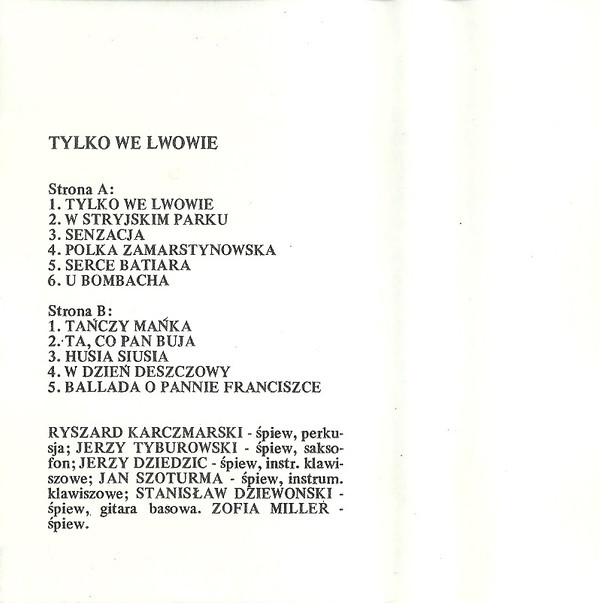 TYLKO WE LWOWIE
Strona A:
1. TYLKO WE LWOWIE
2. W STRYJSKIM PARKU
3. SENZACJA
4. POLKA ZAMARSTYNOWSKA
5. SERCE BATIARA
6. U BOMBACHA
Strona B:
1. TAŃCZY MAŃKA
2. TA, CO PAN BUJA
3. HUSIA SIUSIA
4. W DZIEŃ DESZCZOWY
5. BALLADA O PANNIE FRANCISZCE
RYSZARD KARCZMARSKI - śpiew, perku-
sja; JERZY TYBUROWSKI - śpiew, sakso-
fon; JERZY DZIEDZIC - śpiew, instr. klawi-
szowe; JAN SZOTURMA - śpiew, instrum.
klawiszowe; STANISŁAW DZIEWOŃSKI -
śpiew, gitara basowa. ZOFIA MILLER -
śpiew.